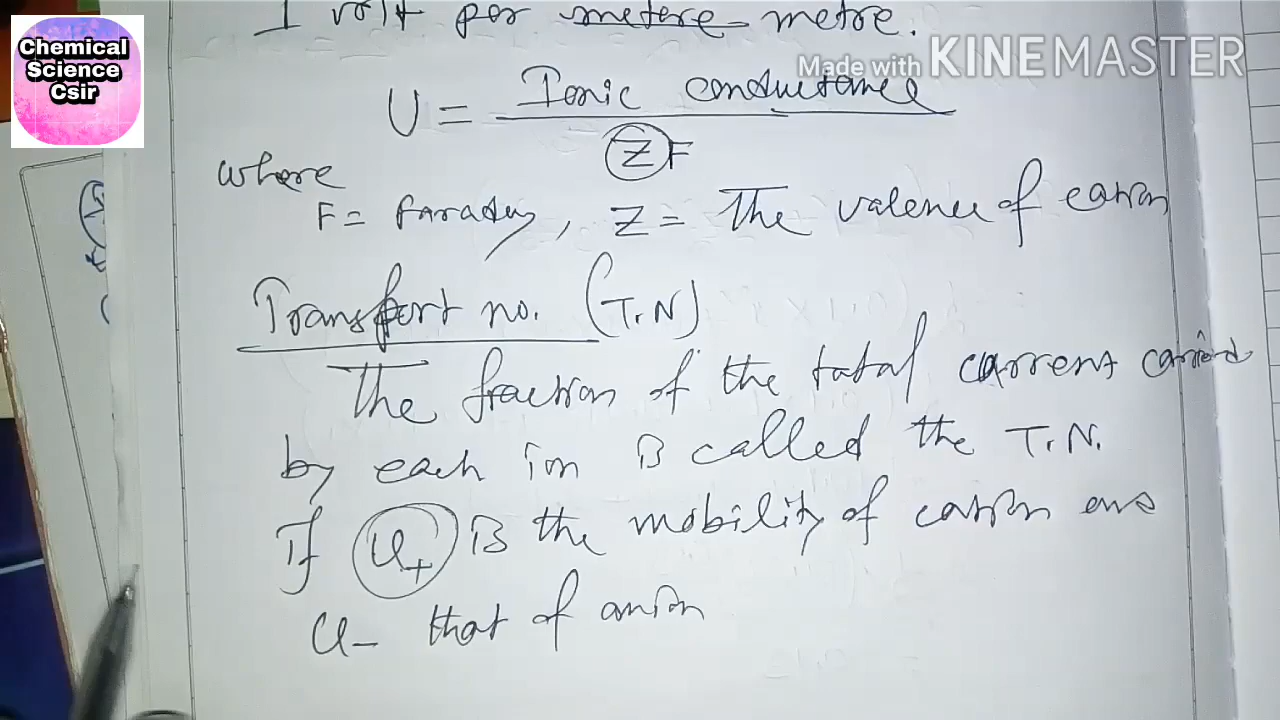 Chemical
Science
Csir
Made with KINEMASTER
1 volt per metere metre.
U = Ionic conductance
ZF
where
F = Faraday, Z = The valence of cation
Transport no. (T.N)
The fraction of the total current carried
by each ion is called the T.N.
If U+ is the mobility of cation and
U- that of anion